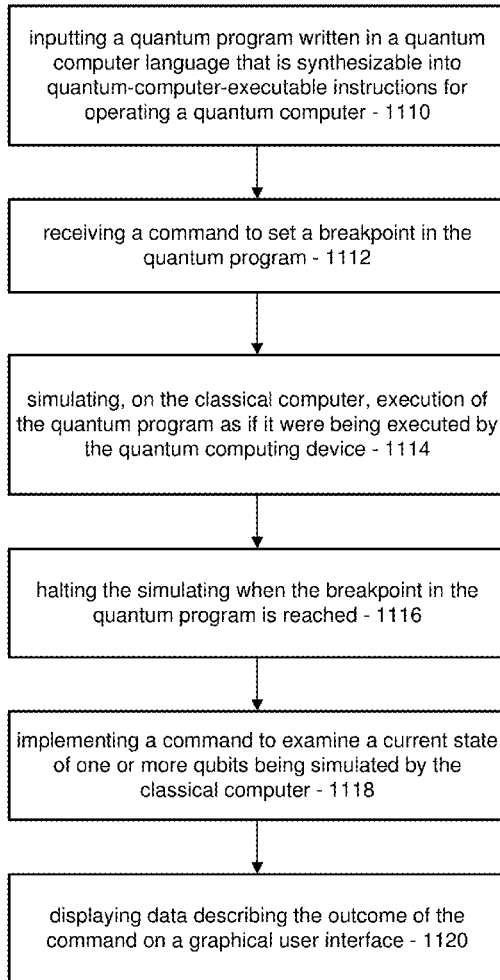 inputting a quantum program written in a quantum
computer language that is synthesizable into
quantum-computer-executable instructions for
operating a quantum computer - 1110
receiving a command to set a breakpoint in the
quantum program - 1112
simulating, on the classical computer, execution of
the quantum program as if it were being executed by
the quantum computing device - 1114
halting the simulating when the breakpoint in the
quantum program is reached - 1116
implementing a command to examine a current state
of one or more qubits being simulated by the
classical computer - 1118
displaying data describing the outcome of the
command on a graphical user interface - 1120